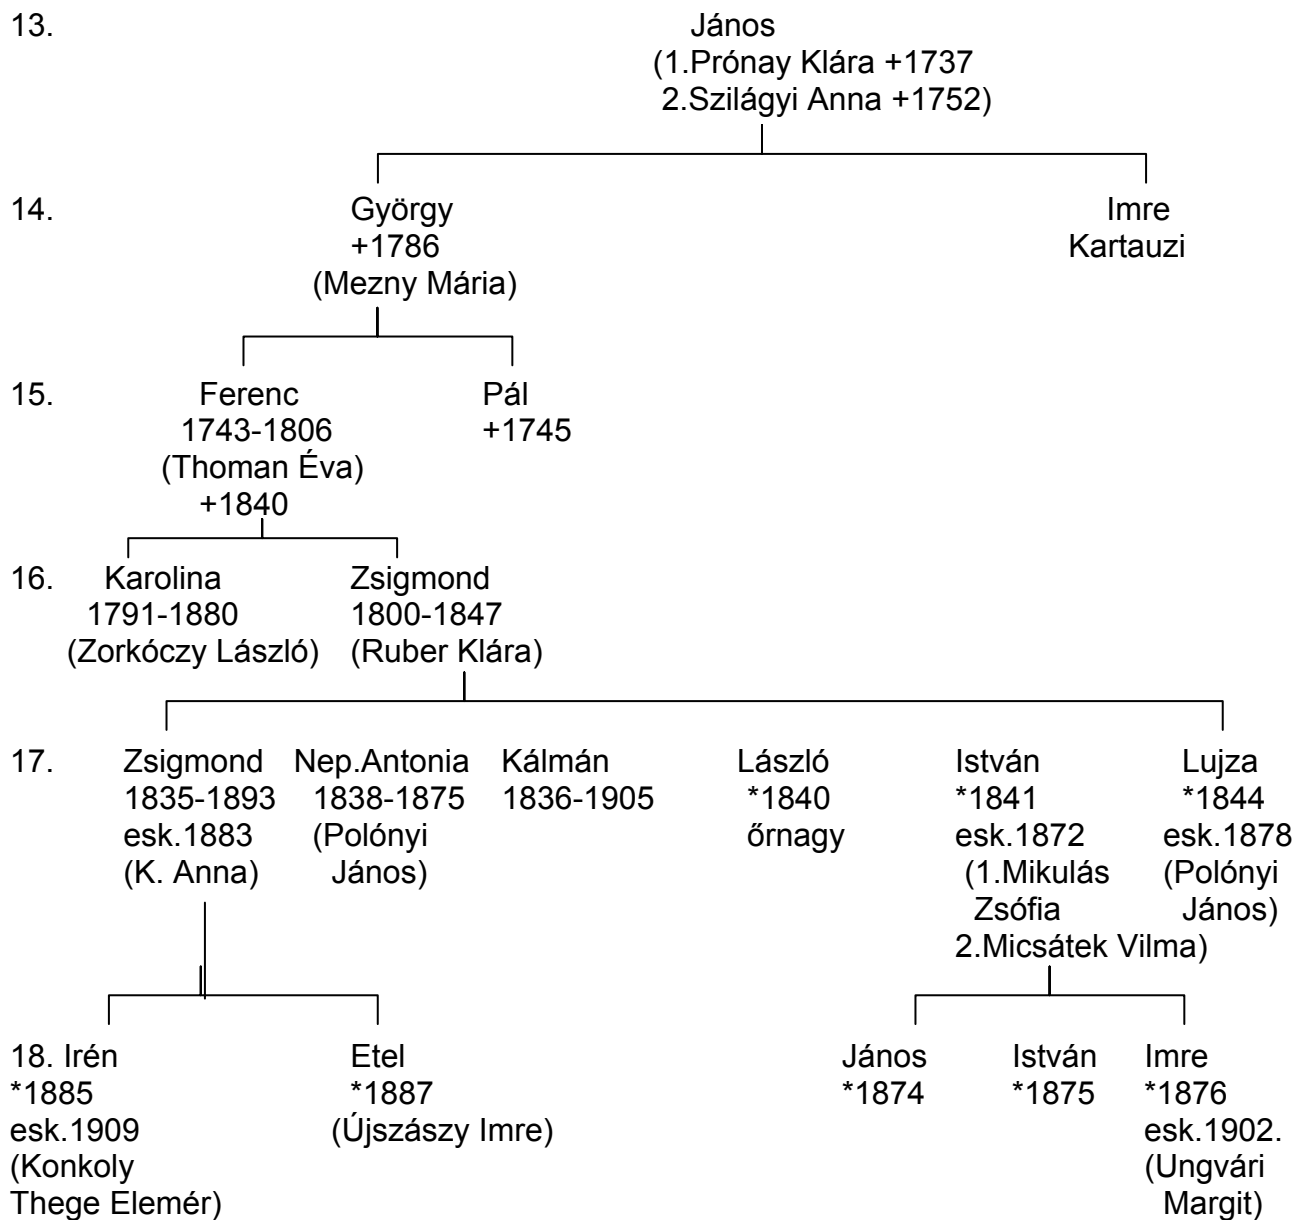 13. János
(1.Prónay Klára +1737
2.Szilágyi Anna +1752)
14. György Imre
+1786 Kartauzi
(Mezny Mária)
15. Ferenc Pál
1743-1806 +1745
(Thoman Éva)
+1840
16. Karolina Zsigmond
1791-1880 1800-1847
(Zorkóczy László) (Ruber Klára)
17. Zsigmond Nep.Antonia Kálmán László István Lujza
1835-1893 1838-1875 1836-1905 *1840 *1841 *1844
esk.1883 (Polónyi őrnagy esk.1872 esk.1878
(K. Anna) János) (1.Mikulás (Polónyi
Zsófia János)
2.Micsátek Vilma)
18. Irén Etel János István Imre
*1885 *1887 *1874 *1875 *1876
esk.1909 (Újszászy Imre) esk.1902.
(Konkoly (Ungvári
Thege Elemér) Margit)